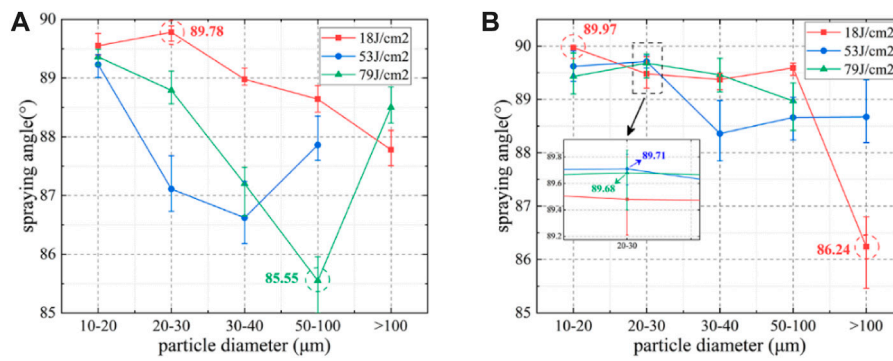 A
90
89
88
87
86
85
spraying angle(°)
89.78
85.55
18J/cm2
53J/cm2
79J/cm2
10-20
20-30
30-40
50-100
>100
particle diameter (μm)
B
90
89
88
87
86
85
spraying angle(°)
89.97
86.24
18J/cm2
53J/cm2
79J/cm2
89.8
89.6
89.4
89.2
89.71
89.68
20-30
10-20
20-30
30-40
50-100
>100
particle diameter (μm)